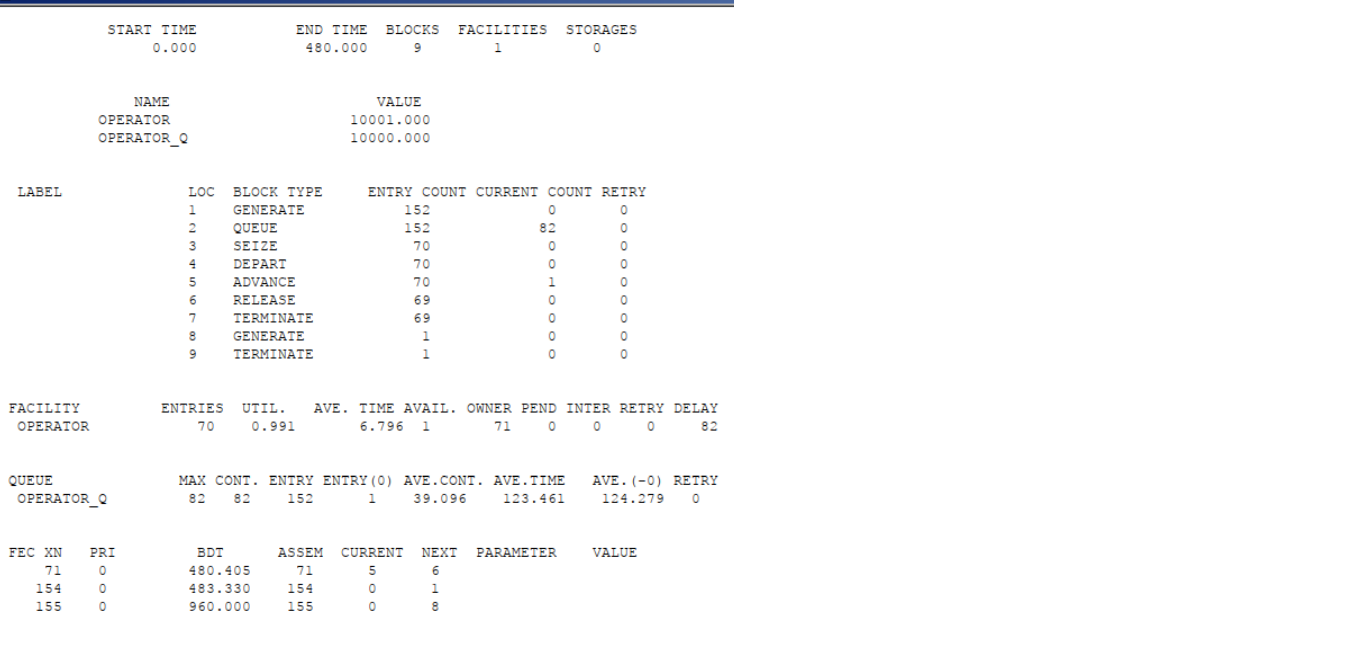 START TIME END TIME BLOCKS FACILITIES STORAGES
0.000 480.000 9 1 0
NAME VALUE
OPERATOR 10001.000
OPERATOR_Q 10000.000
LABEL LOC BLOCK TYPE ENTRY COUNT CURRENT COUNT RETRY
1 GENERATE 152 0 0
2 QUEUE 152 82 0
3 SEIZE 70 0 0
4 DEPART 70 0 0
5 ADVANCE 70 1 0
6 RELEASE 69 0 0
7 TERMINATE 69 0 0
8 GENERATE 1 0 0
9 TERMINATE 1 0 0
FACILITY ENTRIES UTIL. AVE. TIME AVAIL. OWNER PEND INTER RETRY DELAY
OPERATOR 70 0.991 6.796 1 71 0 0 0 82
QUEUE MAX CONT. ENTRY ENTRY(0) AVE.CONT. AVE.TIME AVE.(-0) RETRY
OPERATOR_Q 82 82 152 1 39.096 123.461 124.279 0
FEC XN PRI BDT ASSEM CURRENT NEXT PARAMETER VALUE
71 0 480.405 71 5 6
154 0 483.330 154 0 1
155 0 960.000 155 0 8